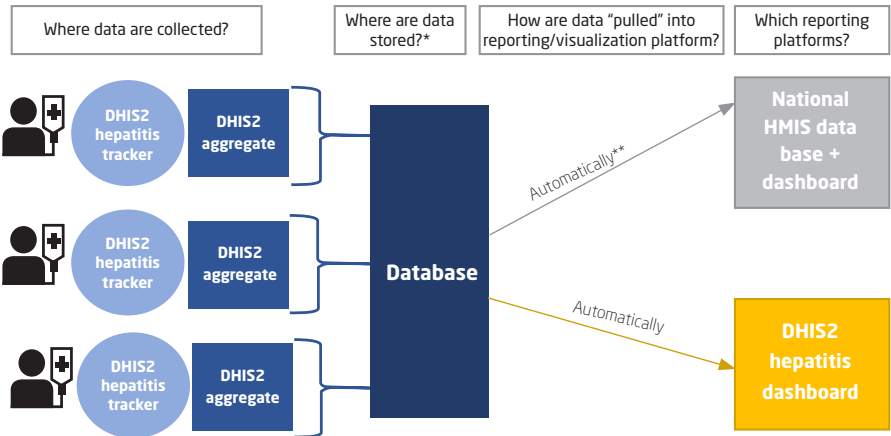 Where data are collected?
Where are data
stored?*
How are data “pulled” into
reporting/visualization platform?
Which reporting
platforms?
DHIS2
hepatitis
tracker
DHIS2
aggregate
DHIS2
hepatitis
tracker
DHIS2
aggregate
DHIS2
hepatitis
tracker
DHIS2
aggregate
Database
Automatically**
Automatically
National
HMIS data
base +
dashboard
DHIS2
hepatitis
dashboard